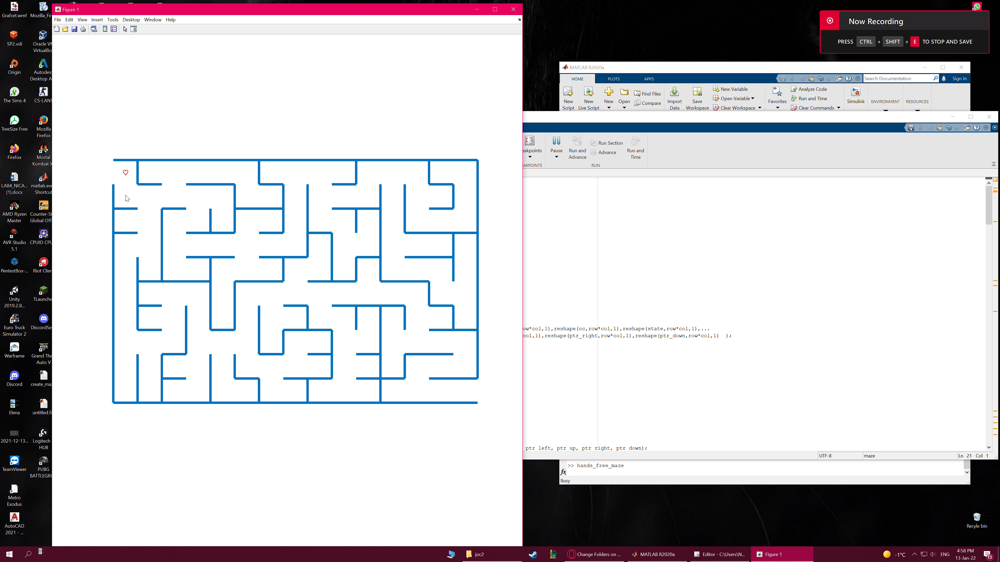 Grafcet.wmf
Mozilla_Fir
SP2.vdi
Oracle VM
VirtualBo
Origin
Autodes
Desktop A
The Sims 4
CS-LAN
TreeSize Free
Mozilla
Firefox
Firefox
Mortal
Kombat X
LAB4_NICA...
(1).docx
matlab.exe
Shortcut
AMD Ryzen
Master
Counter-St
Global Off
AVR Studio
5.1
CPUID CPU
PentestBox-...
Riot Clien
Unity
2019.2.8...
TLaunche
Euro Truck
Simulator 2
DiscordSe
Warframe
Grand The
Auto V
Discord
create_ma
Elena
untitled.fi
2021-12-13...
Logitech
HUB
TeamViewer
PUBG
BATTLEGRO
Metro
Exodus
AutoCAD
2021 - ...
Figure 1
File Edit View Insert Tools Desktop Window Help
Now Recording
PRESS CTRL + SHIFT + E TO STOP AND SAVE
MATLAB R2020a
HOME PLOTS APPS
Search Documentation
Sign In
New
Script
New
Live Script
New
Open
Find Files
Compare
Import
Data
Save
Workspace
New Variable
Open Variable
Clear Workspace
Favorites
Analyze Code
Run and Time
Clear Commands
Simulink
ENVIRONMENT
RESOURCES
eakpoints
Pause
Run and
Advance
Run Section
Advance
Run and
Time
AKPOINTS
RUN
ow*col,1),reshape(cc,row*col,1),reshape(state,row*col,1),...
col,1),reshape(ptr_right,row*col,1),reshape(ptr_down,row*col,1) );
ptr left, ptr up, ptr right, ptr down);
UTF-8
maze
Ln 21 Col 1
>> hands_free_maze
fx
Busy
Recyle bin
joc2
Change Folders on ...
MATLAB R2020a
Editor - C:\Users\N...
Figure 1
-1°C
ENG
4:58 PM
13-Jan-22
13